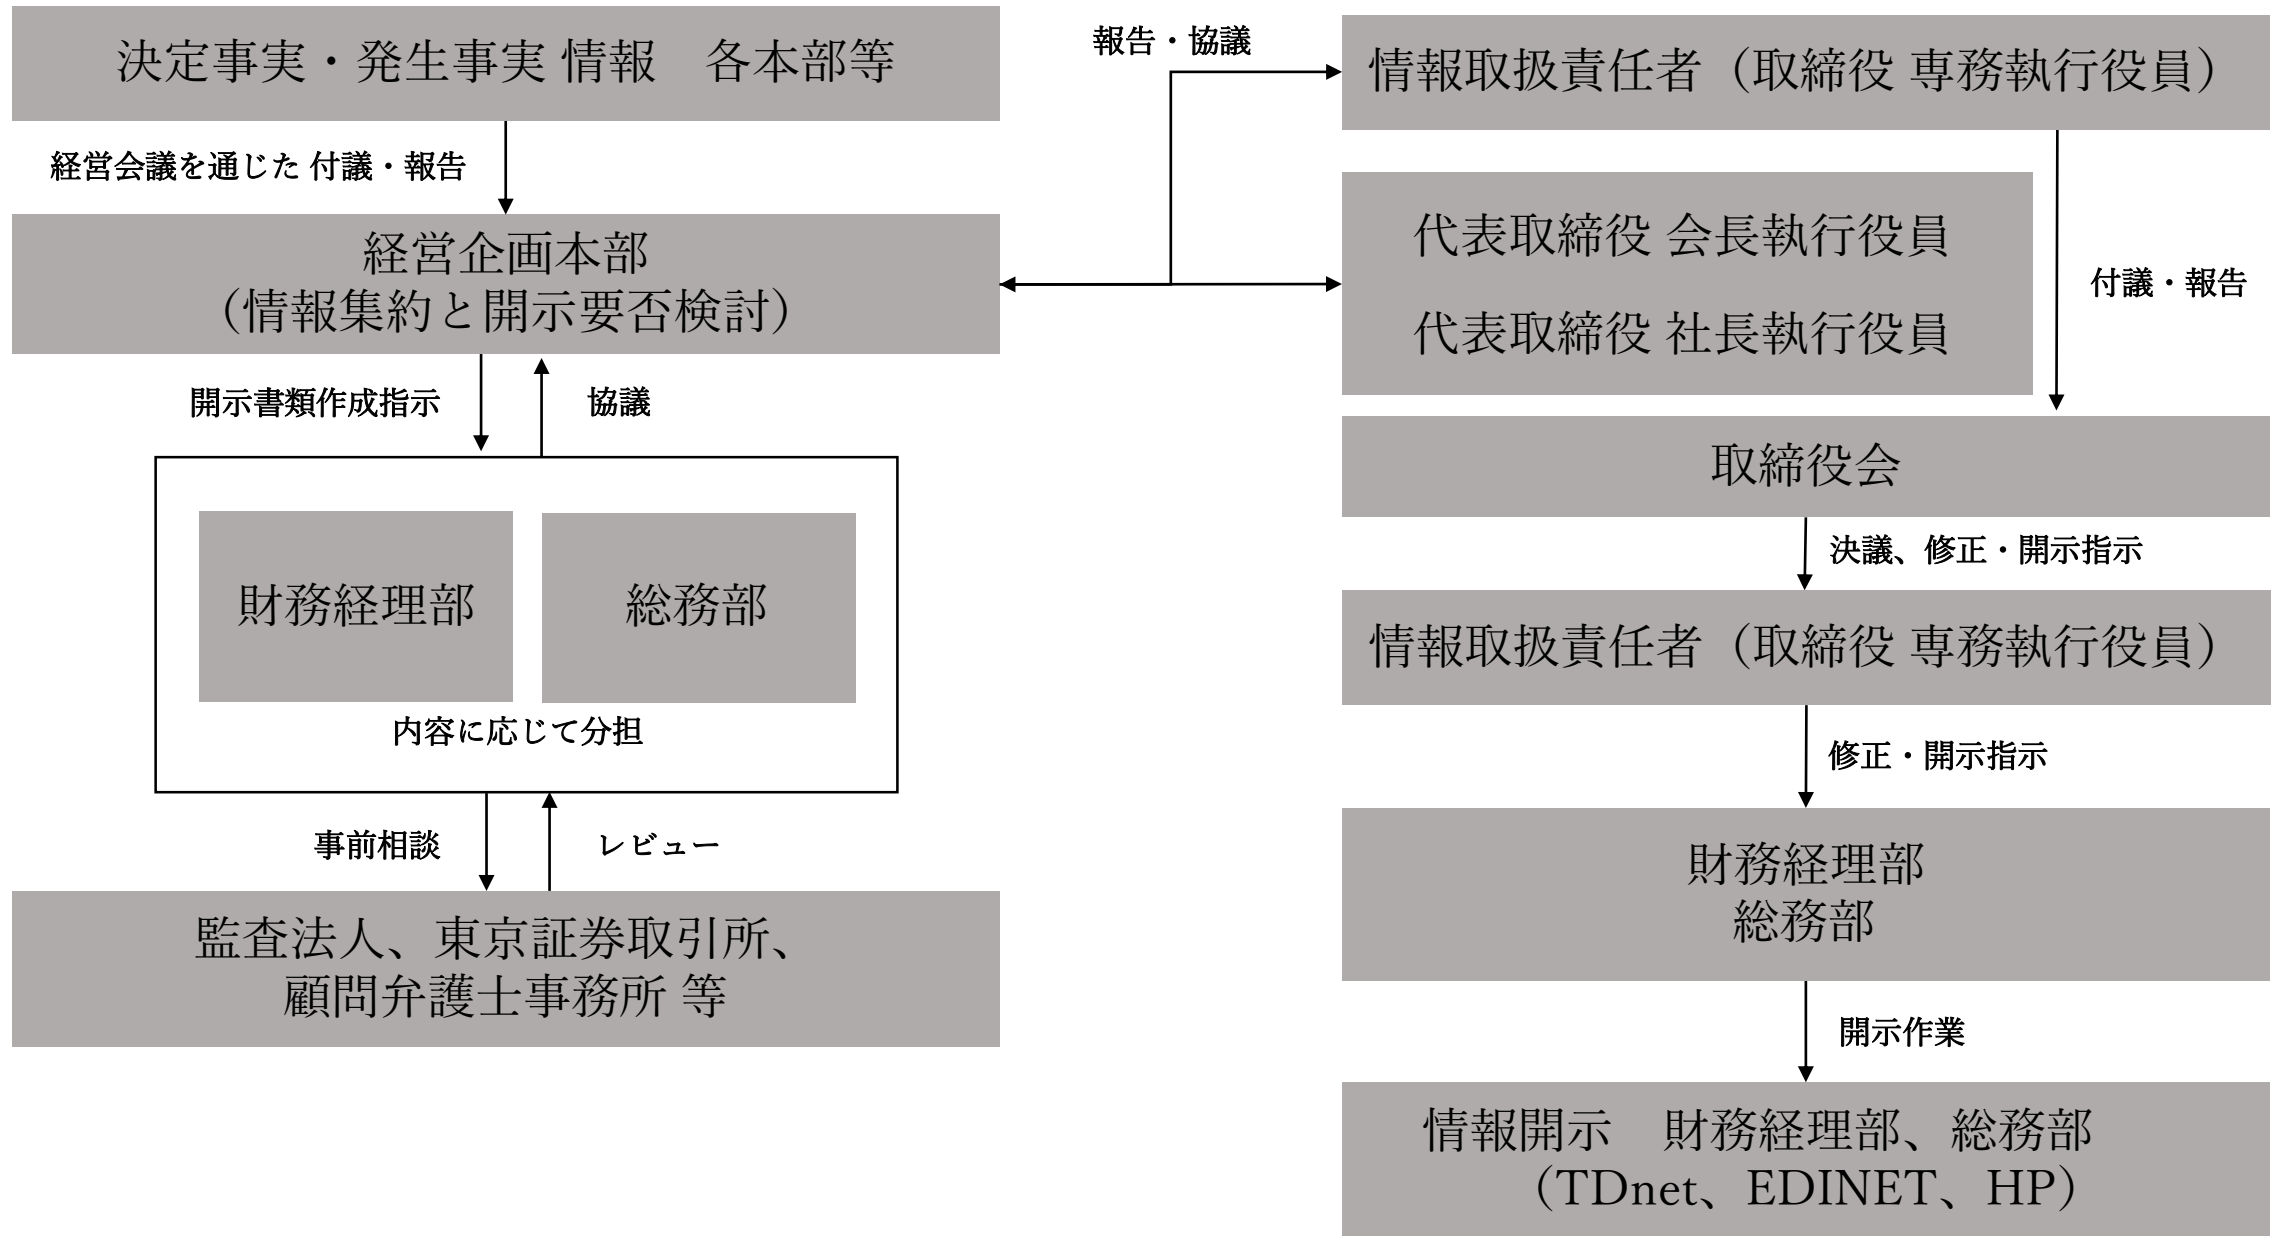 決定事実・発生事実 情報　各本部等
経営会議を通じた 付議・報告
経営企画本部
（情報集約と開示要否検討）
開示書類作成指示
協議
財務経理部
総務部
内容に応じて分担
事前相談
レビュー
監査法人、東京証券取引所、
顧問弁護士事務所 等
報告・協議
情報取扱責任者（取締役 専務執行役員）
代表取締役 会長執行役員
代表取締役 社長執行役員
付議・報告
取締役会
決議、修正・開示指示
情報取扱責任者（取締役 専務執行役員）
修正・開示指示
財務経理部
総務部
開示作業
情報開示　財務経理部、総務部
（TDnet、EDINET、HP）